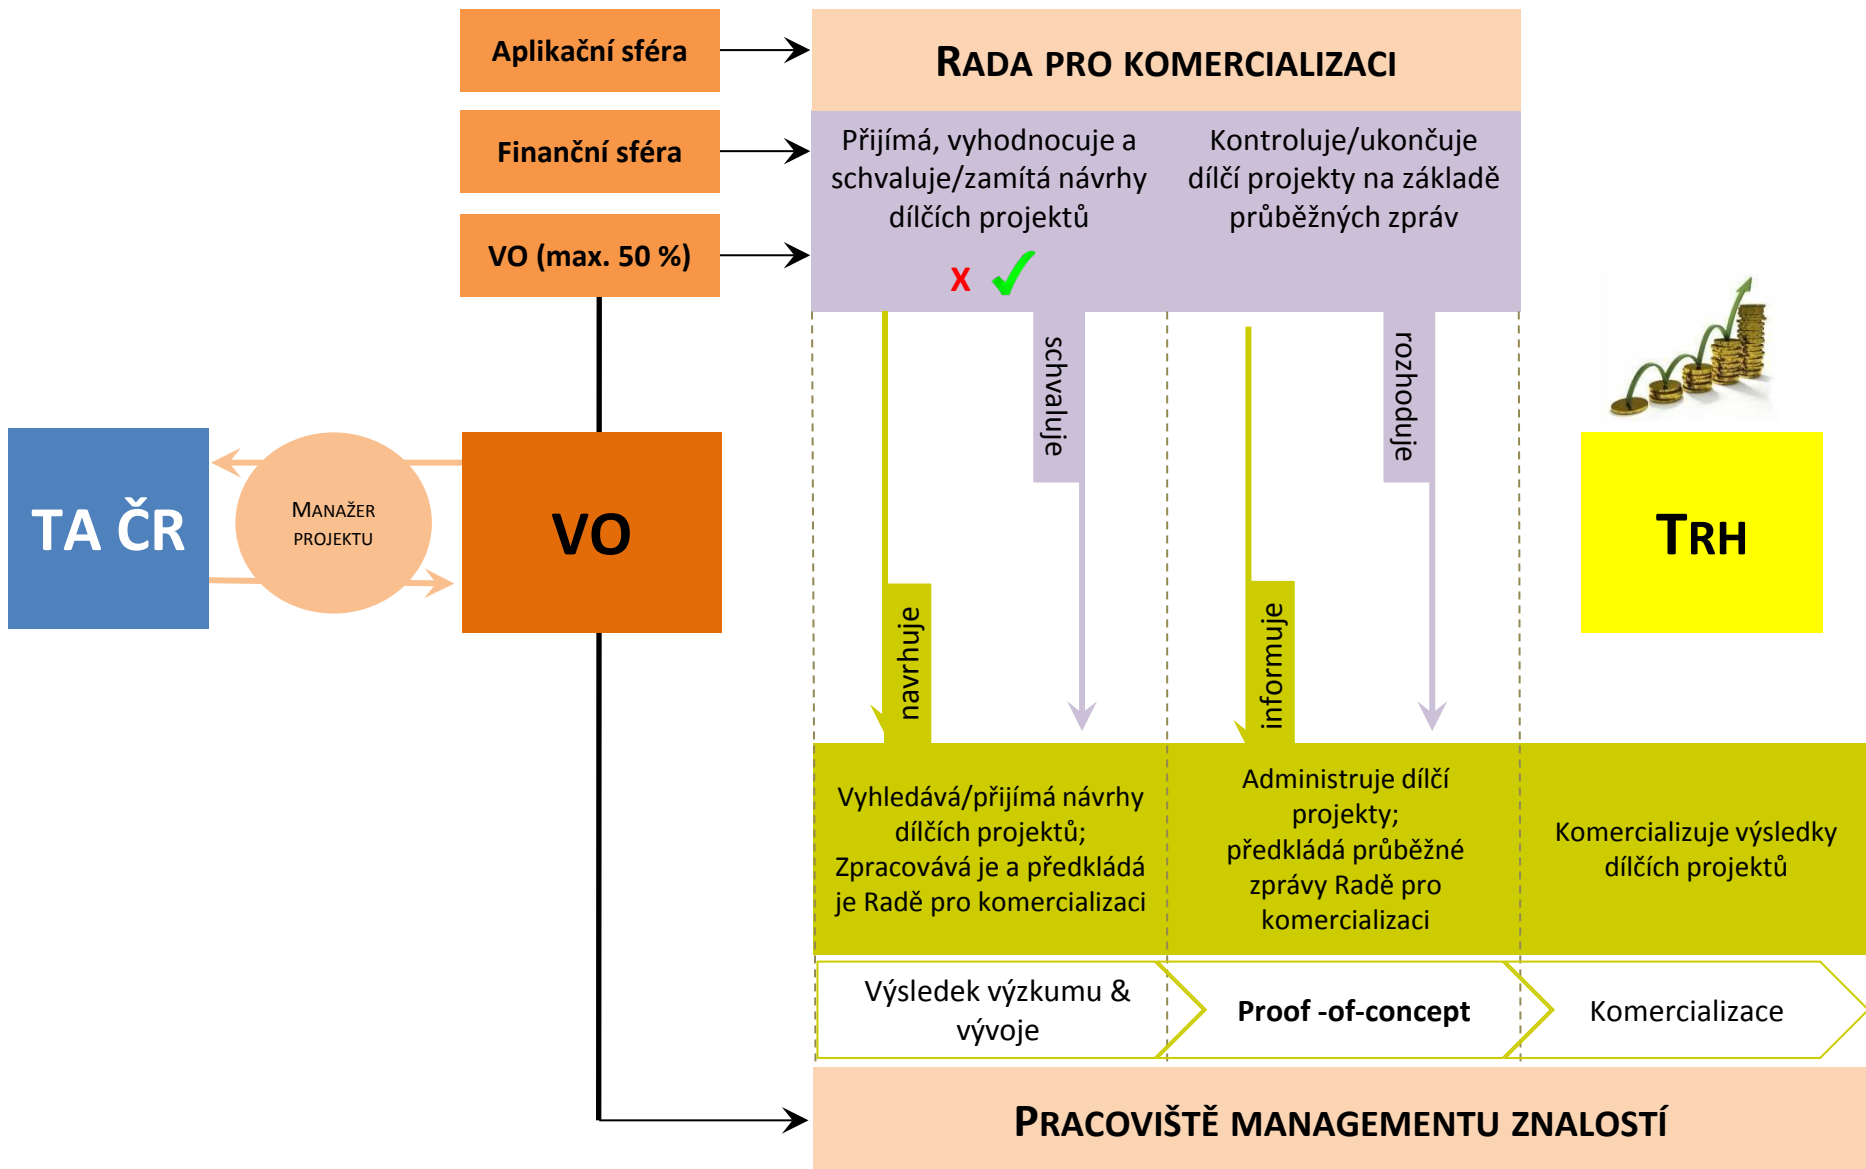 Aplikační sféra
Finanční sféra
VO (max. 50 %)
RADA PRO KOMERCIALIZACI
Přijímá, vyhodnocuje a
schvaluje/zamítá návrhy
dílčích projektů
X
Kontroluje/ukončuje
dílčí projekty na základě
průběžných zpráv
schvaluje
rozhoduje
TA ČR
MANAŽER
PROJEKTU
VO
TRH
navrhuje
informuje
Vyhledává/přijímá návrhy
dílčích projektů;
Zpracovává je a předkládá
je Radě pro komercializaci
Administruje dílčí
projekty;
předkládá průběžné
zprávy Radě pro
komercializaci
Komercializuje výsledky
dílčích projektů
Výsledek výzkumu &
vývoje
Proof -of-concept
Komercializace
PRACOVIŠTĚ MANAGEMENTU ZNALOSTÍ